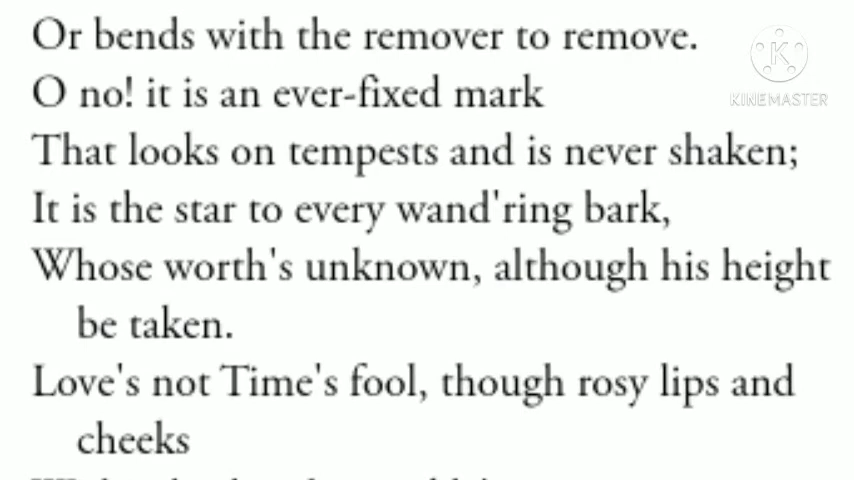 Or bends with the remover to remove.
O no! it is an ever-fixed mark
That looks on tempests and is never shaken;
It is the star to every wand'ring bark,
Whose worth's unknown, although his height
be taken.
Love's not Time's fool, though rosy lips and
cheeks
K
KINEMASTER